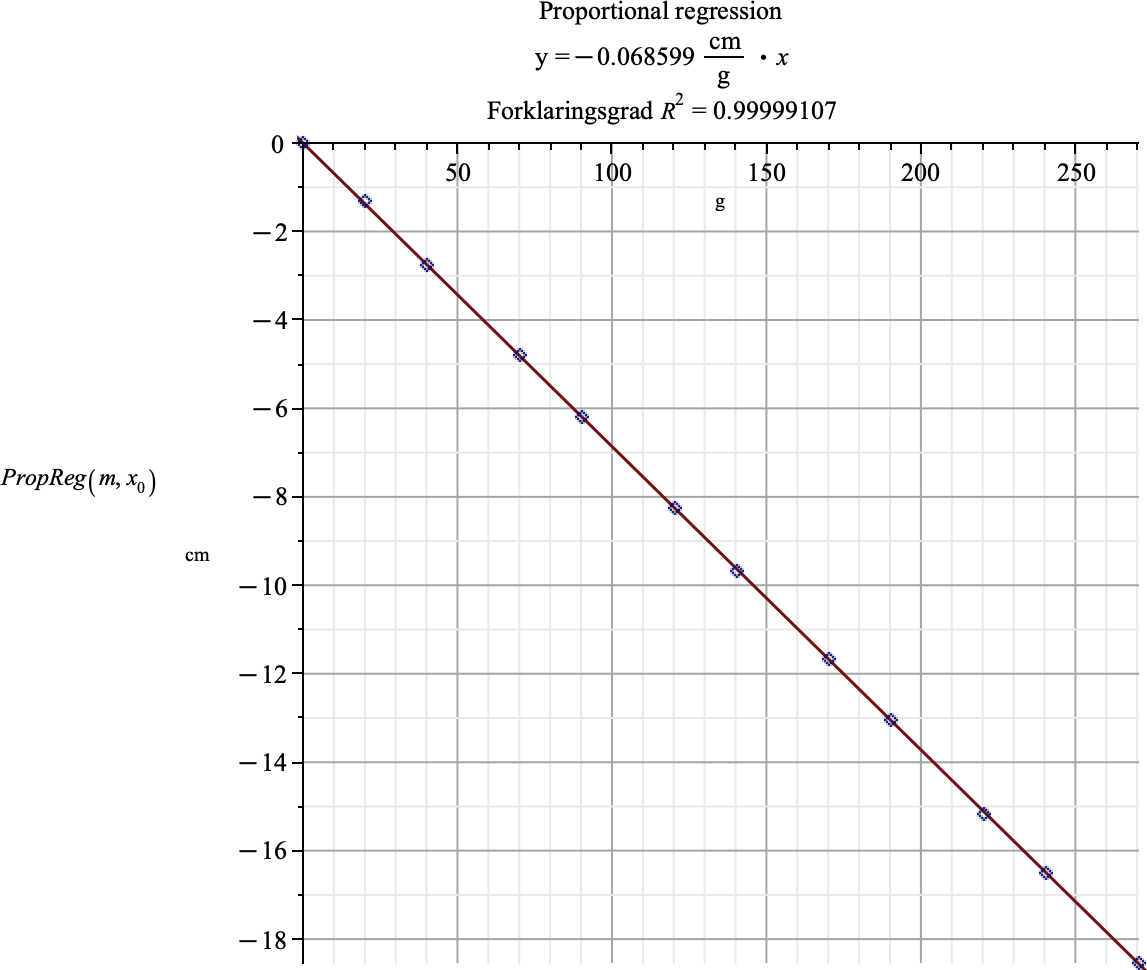 Proportional regression
y = −0.068599 cm/g · x
Forklaringsgrad R² = 0.99999107
0
50 100 150 200 250
g
−2
−4
−6
PropReg(m, x₀)
−8
cm
−10
−12
−14
−16
−18